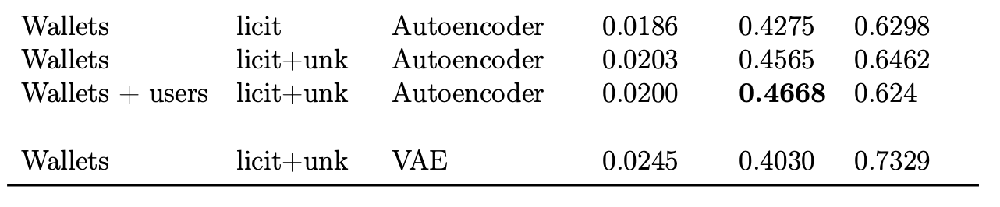 Wallets licit Autoencoder 0.0186 0.4275 0.6298
Wallets licit+unk Autoencoder 0.0203 0.4565 0.6462
Wallets + users licit+unk Autoencoder 0.0200 0.4668 0.624
Wallets licit+unk VAE 0.0245 0.4030 0.7329